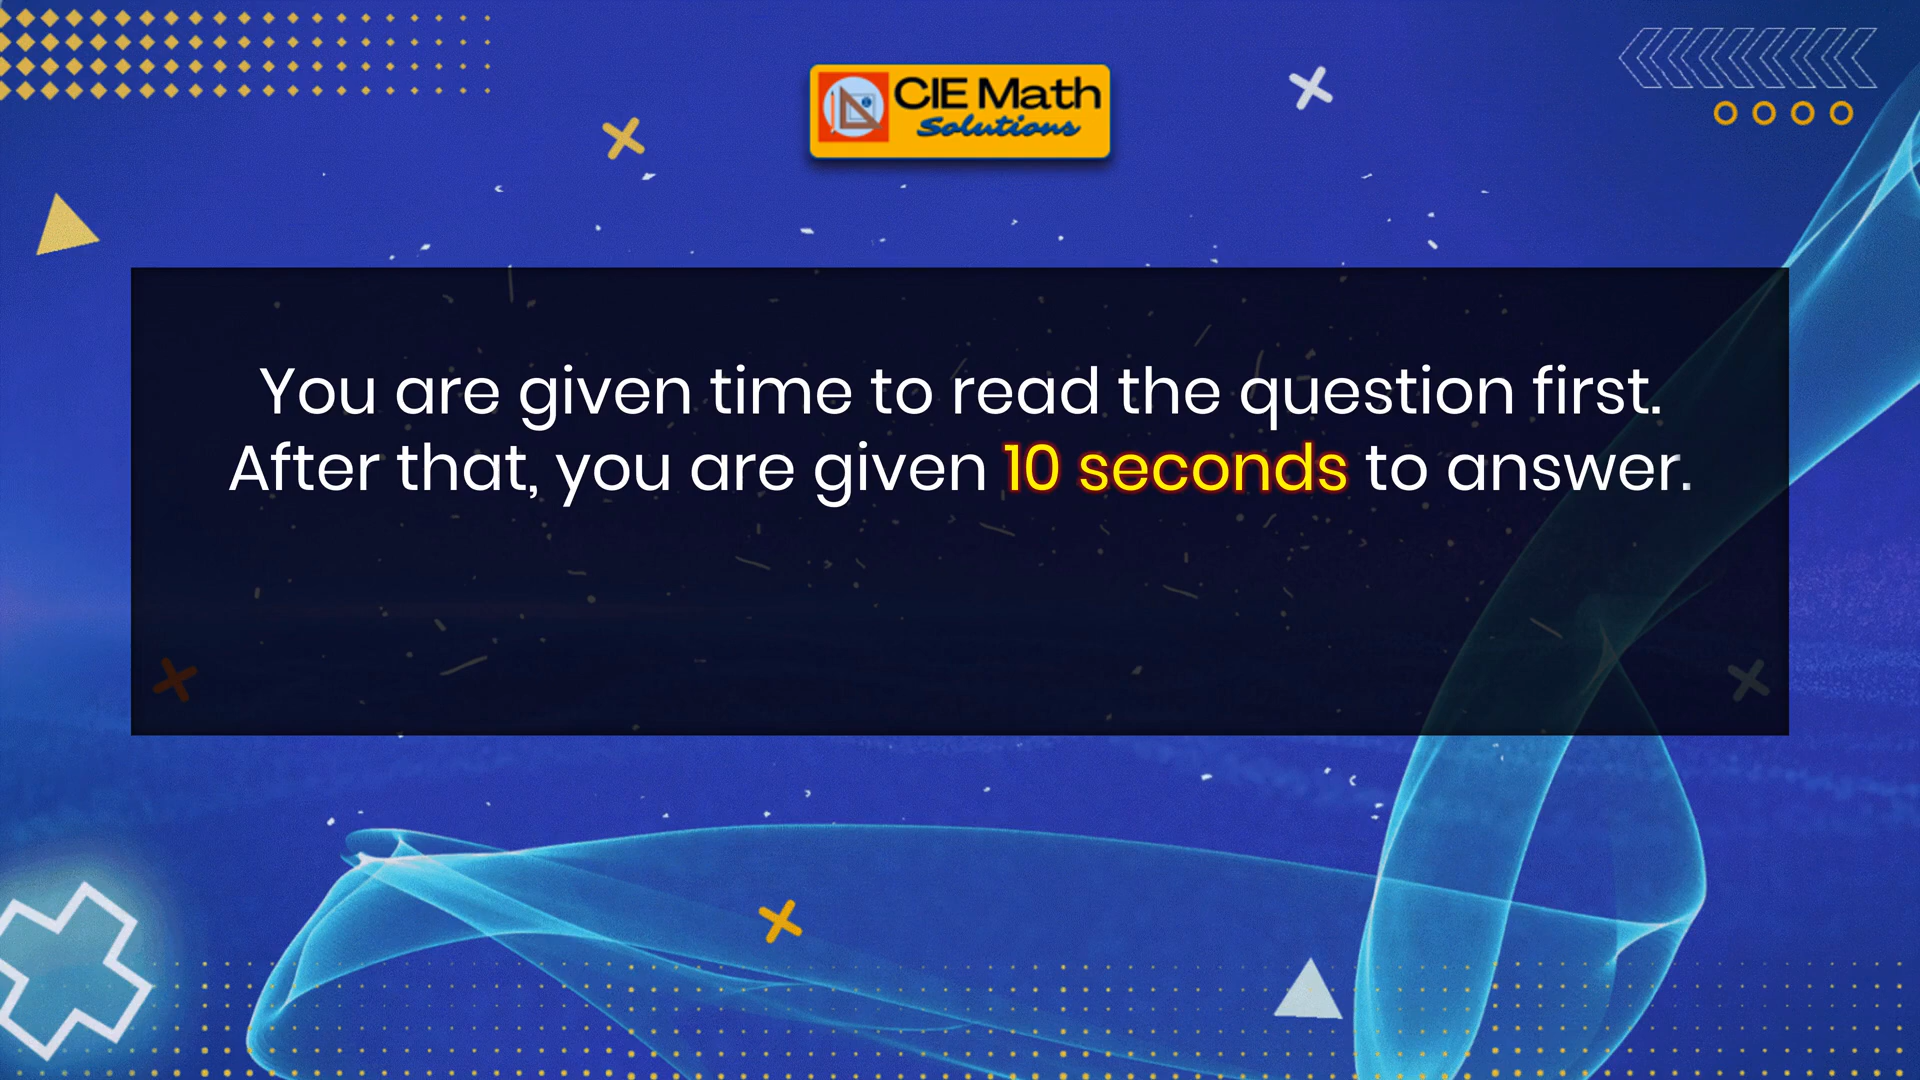 CIE Math
Solutions
You are given time to read the question first.
After that, you are given 10 seconds to answer.